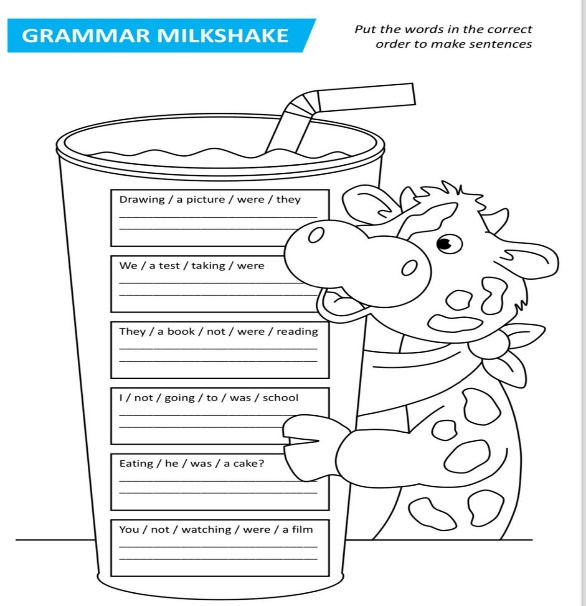 GRAMMAR MILKSHAKE
Put the words in the correct
order to make sentences
Drawing / a picture / were / they
We / a test / taking / were
They / a book / not / were / reading
I / not / going / to / was / school
Eating / he / was / a cake?
You / not / watching / were / a film